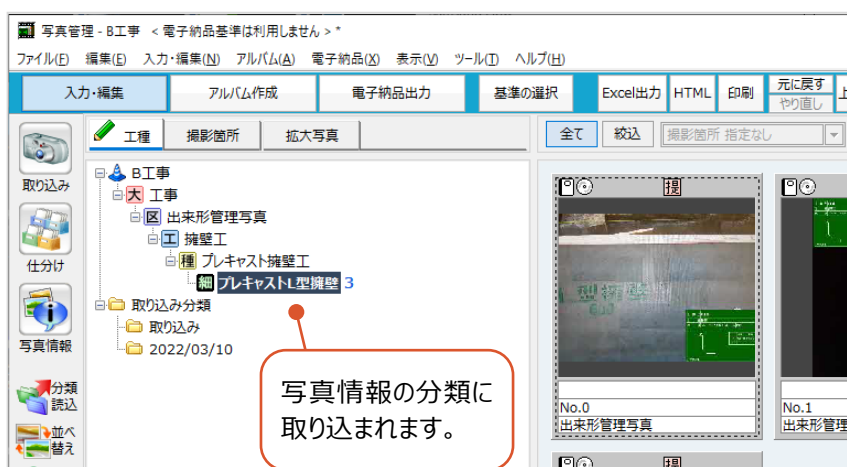 写真管理 - B工事 < 電子納品基準は利用しません > *
ファイル(F) 編集(E) 入力・編集(N) アルバム(A) 電子納品(X) 表示(V) ツール(T) ヘルプ(H)
入力・編集 アルバム作成 電子納品出力 基準の選択 Excel出力 HTML 印刷 元に戻す
やり直し
工種 撮影箇所 拡大写真 全て 絞込 撮影箇所 指定なし
取り込み
仕分け
写真情報
分類
読込
並べ
替え
B工事
大 工事
区 出来形管理写真
工 擁壁工
種 プレキャスト擁壁工
細 プレキャストL型擁壁 3
取り込み分類
取り込み
2022/03/10
写真情報の分類に
取り込まれます。
提
600
No.0
出来形管理写真
No.1
出来形管理
提